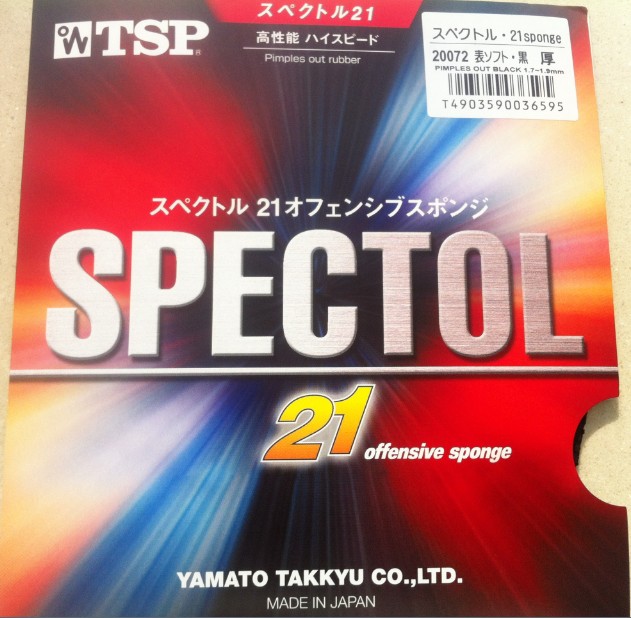 スペクトル21
TSP
高性能 ハイスピード
Pimples out rubber
スペクトル・21sponge
20072 表ソフト・黒 厚
PIMPLES OUT BLACK 1.7~1.9mm
T4903590036595
スペクトル 21オフェンシブスポンジ
SPECTOL
21 offensive sponge
YAMATO TAKKYU CO.,LTD.
MADE IN JAPAN